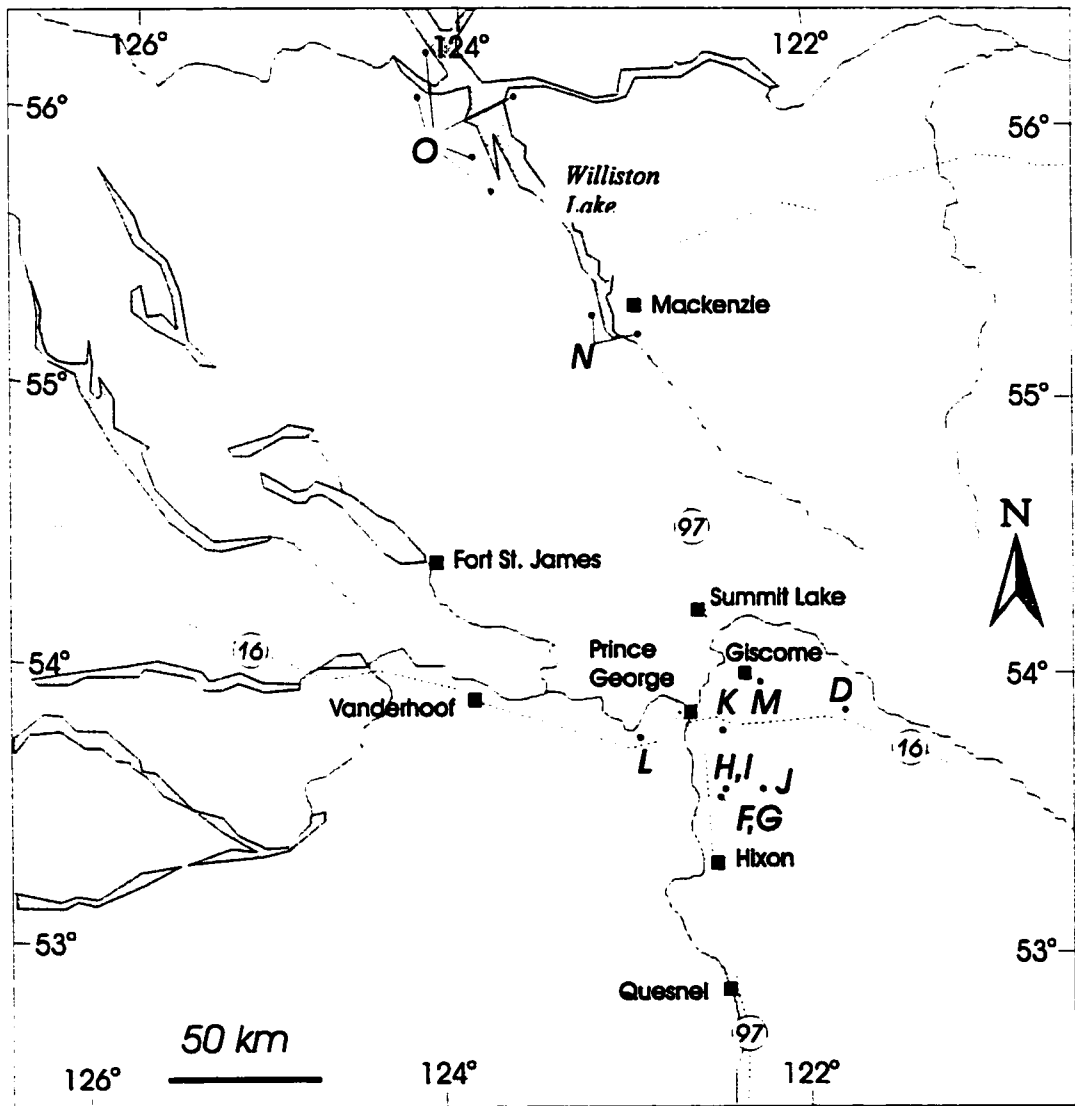 126°
124°
122°
56°
56°
O
Williston
Lake
Mackenzie
N
55°
55°
97
N
Fort St. James
Summit Lake
Prince
George
Giscome
16
54°
54°
K
M
D
Vanderhoof
16
L
H,I
J
F,G
Hixon
53°
53°
Quesnel
97
50 km
126°
124°
122°